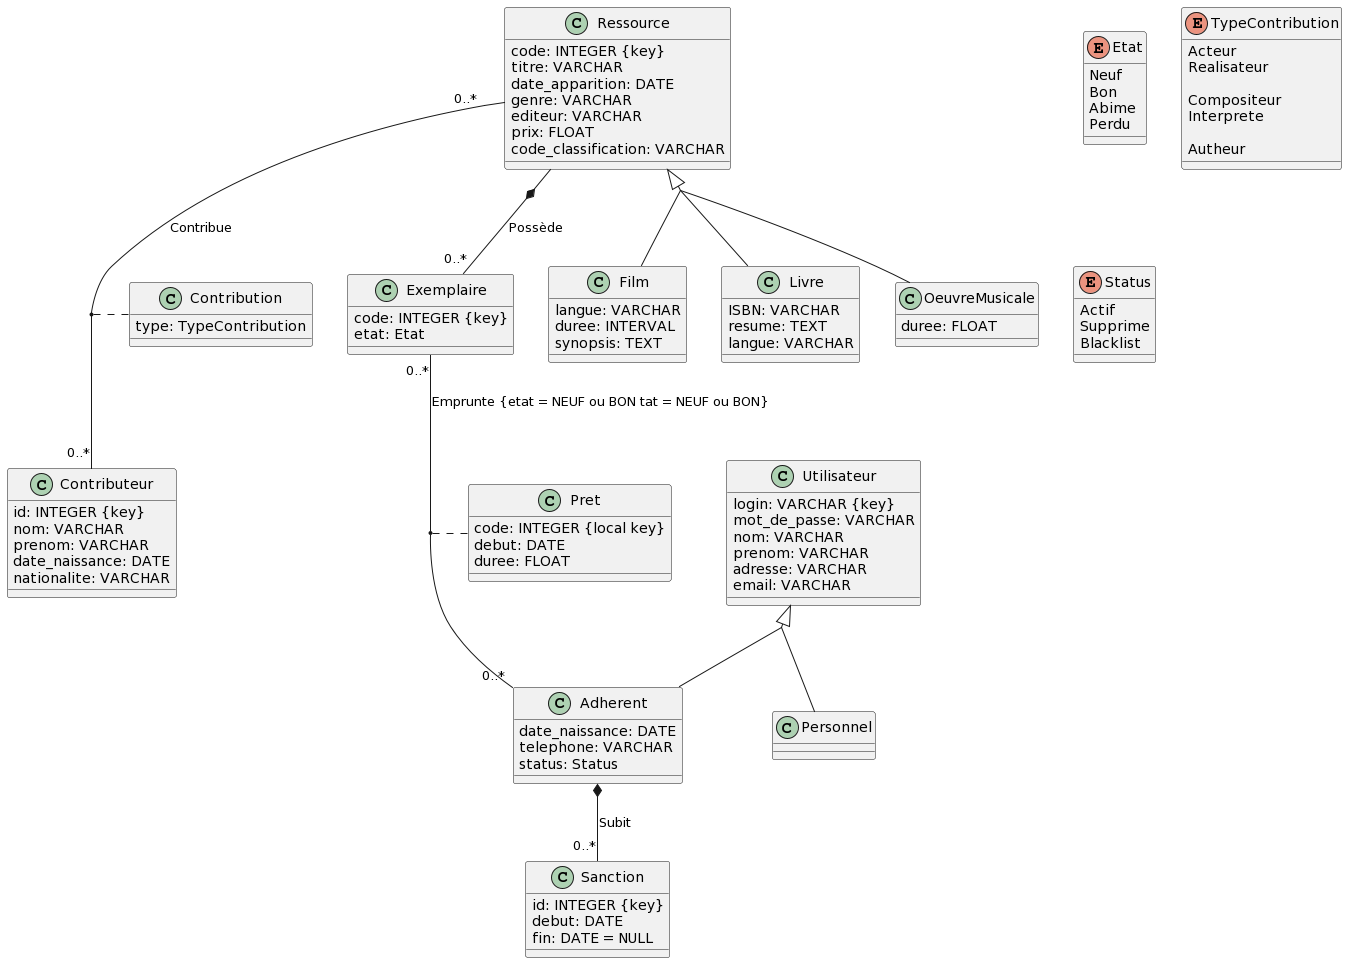 C Ressource
code: INTEGER {key}
titre: VARCHAR
date_apparition: DATE
genre: VARCHAR
editeur: VARCHAR
prix: FLOAT
code_classification: VARCHAR
E Etat
Neuf
Bon
Abime
Perdu
E TypeContribution
Acteur
Realisateur
Compositeur
Interprete
Autheur
0..*
Contribue
Possède
0..*
C Contribution
type: TypeContribution
C Exemplaire
code: INTEGER {key}
etat: Etat
C Film
langue: VARCHAR
duree: INTERVAL
synopsis: TEXT
C Livre
ISBN: VARCHAR
resume: TEXT
langue: VARCHAR
C OeuvreMusicale
duree: FLOAT
E Status
Actif
Supprime
Blacklist
0..*
Emprunte {etat = NEUF ou BON tat = NEUF ou BON}
0..*
C Contributeur
id: INTEGER {key}
nom: VARCHAR
prenom: VARCHAR
date_naissance: DATE
nationalite: VARCHAR
C Pret
code: INTEGER {local key}
debut: DATE
duree: FLOAT
C Utilisateur
login: VARCHAR {key}
mot_de_passe: VARCHAR
nom: VARCHAR
prenom: VARCHAR
adresse: VARCHAR
email: VARCHAR
0..*
C Adherent
date_naissance: DATE
telephone: VARCHAR
status: Status
C Personnel
Subit
0..*
C Sanction
id: INTEGER {key}
debut: DATE
fin: DATE = NULL